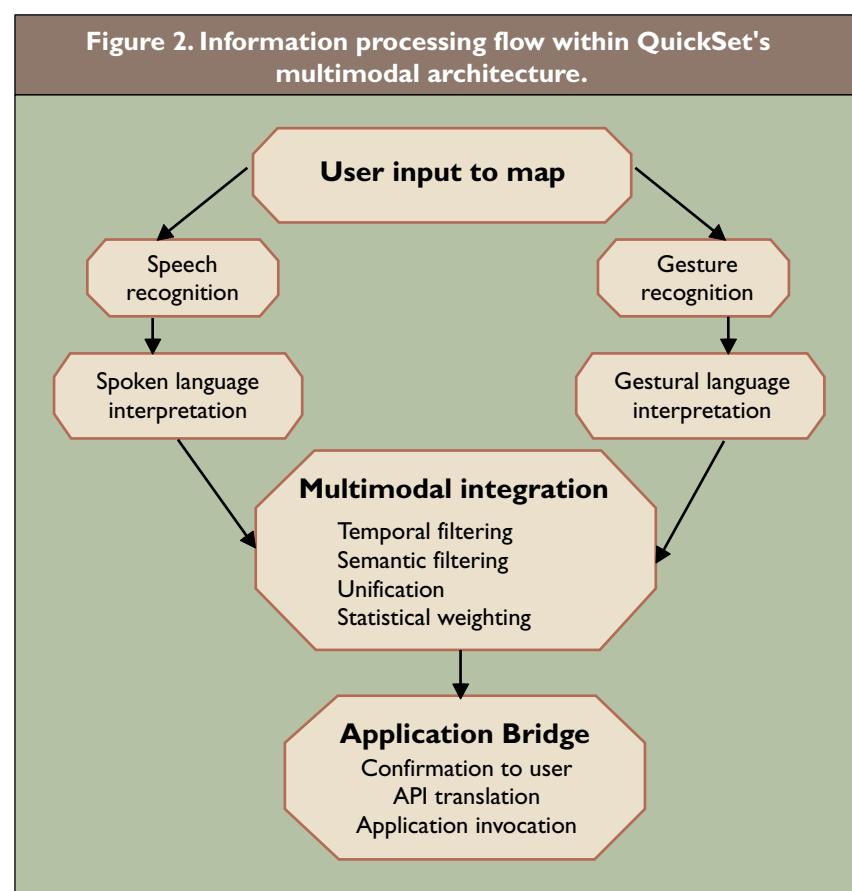 Figure 2. Information processing flow within QuickSet's
multimodal architecture.
User input to map
Speech
recognition
Gesture
recognition
Spoken language
interpretation
Gestural language
interpretation
Multimodal integration
Temporal filtering
Semantic filtering
Unification
Statistical weighting
Application Bridge
Confirmation to user
API translation
Application invocation